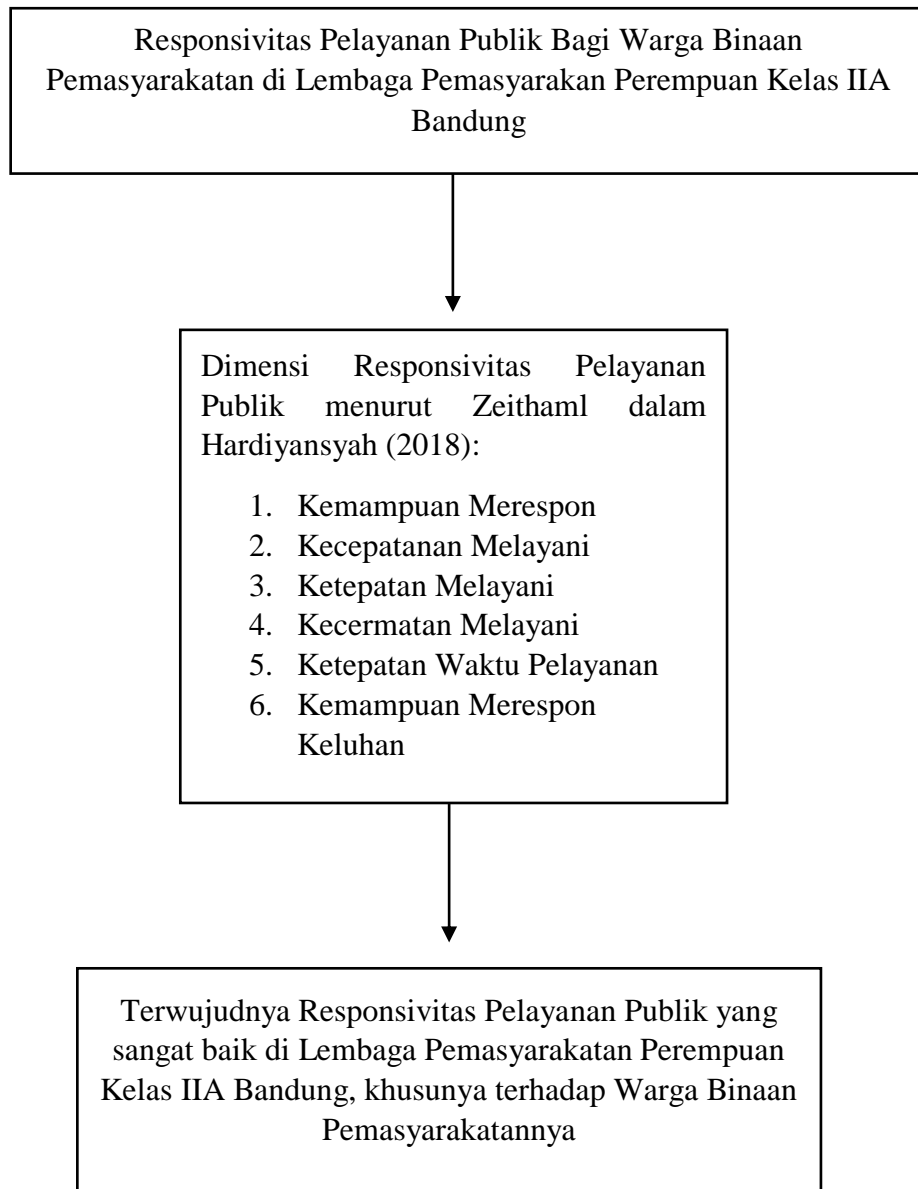 Responsivitas Pelayanan Publik Bagi Warga Binaan
Pemasyarakatan di Lembaga Pemasyarakan Perempuan Kelas IIA
Bandung
Dimensi Responsivitas Pelayanan
Publik menurut Zeithaml dalam
Hardiyansyah (2018):
1. Kemampuan Merespon
2. Kecepatanan Melayani
3. Ketepatan Melayani
4. Kecermatan Melayani
5. Ketepatan Waktu Pelayanan
6. Kemampuan Merespon
Keluhan
Terwujudnya Responsivitas Pelayanan Publik yang
sangat baik di Lembaga Pemasyarakatan Perempuan
Kelas IIA Bandung, khusunya terhadap Warga Binaan
Pemasyarakatannya